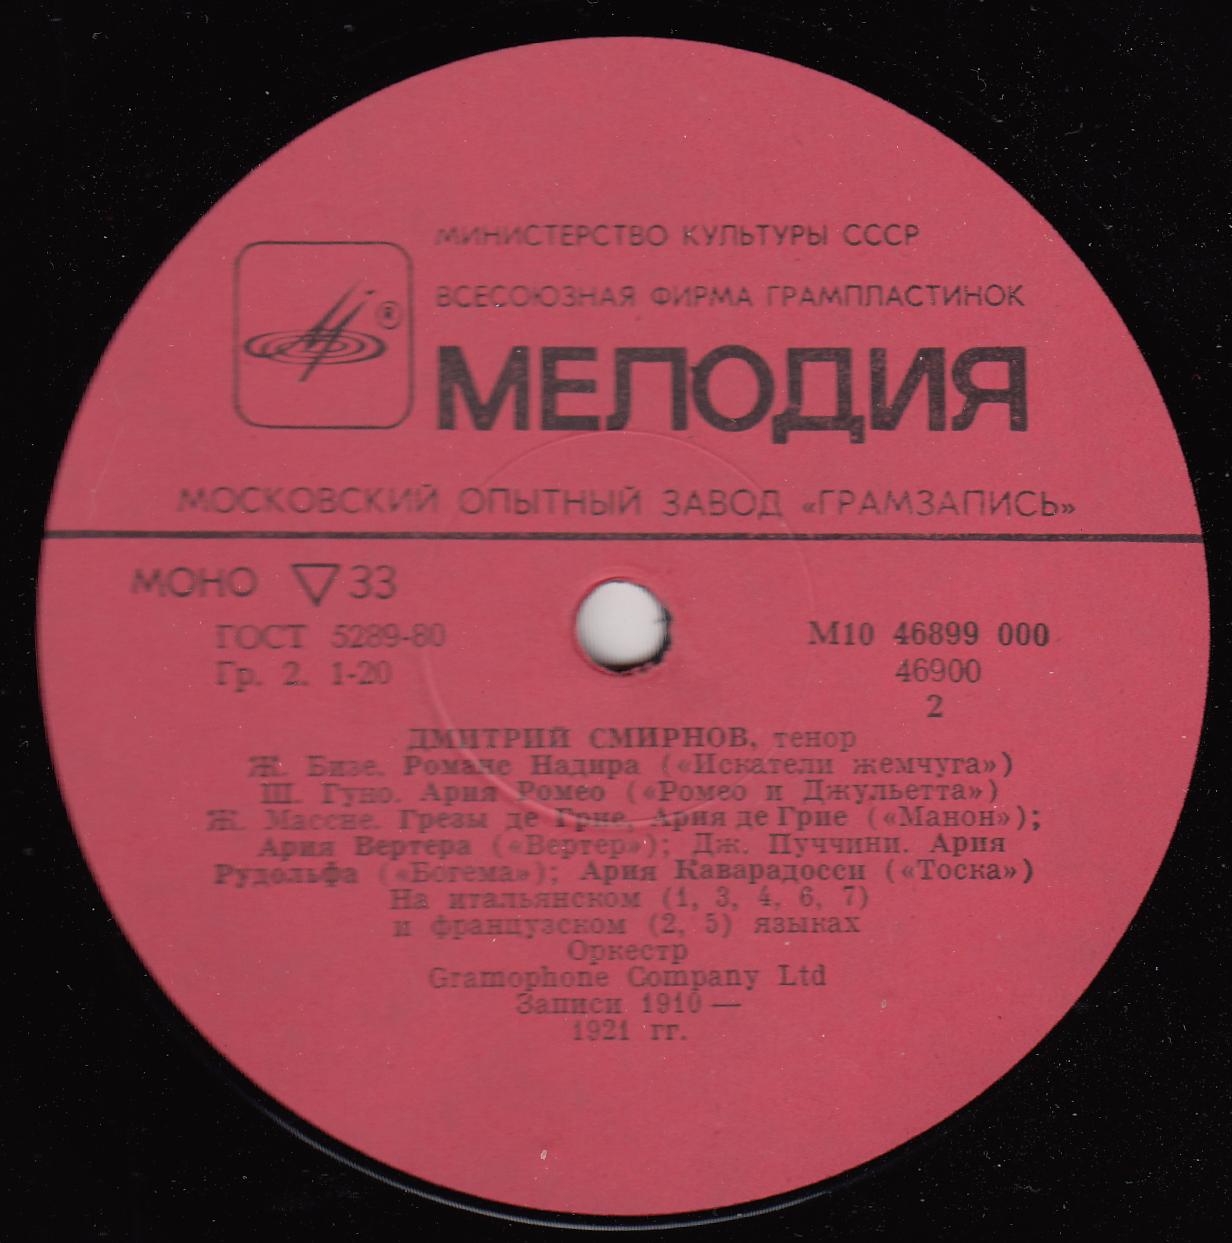 МИНИСТЕРСТВО КУЛЬТУРЫ СССР
ВСЕСОЮЗНАЯ ФИРМА ГРАМПЛАСТИНОК
®
МЕЛОДИЯ
МОСКОВСКИЙ ОПЫТНЫЙ ЗАВОД «ГРАМЗАПИСЬ»
МОНО ▽ 33
ГОСТ 5289-80
Гр. 2. 1-20
М10 46899 000
46900
2
ДМИТРИЙ СМИРНОВ, тенор
Ж. Бизе. Романс Надира («Искатели жемчуга»)
Ш. Гуно. Ария Ромео («Ромео и Джульетта»)
Ж. Массне. Грезы де Грие, Ария де Грие («Манон»);
Ария Вертера («Вертер»); Дж. Пуччини. Ария
Рудольфа («Богема»); Ария Каварадосси («Тоска»)
На итальянском (1, 3, 4, 6, 7)
и французском (2, 5) языках
Оркестр
Gramophone Company Ltd
Записи 1910 —
1921 гг.